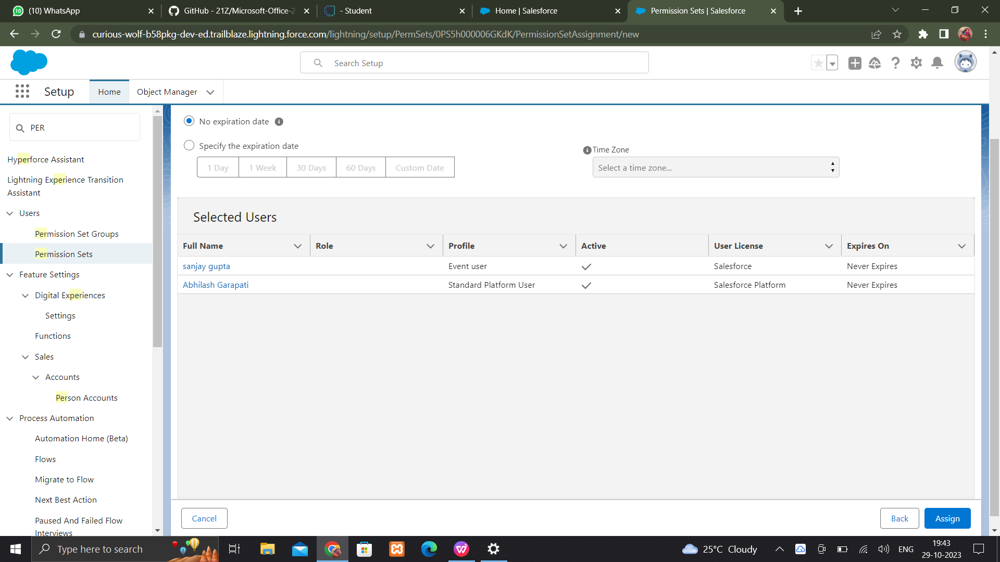 (10) WhatsApp
GitHub - 21Z/Microsoft-Office-2
- Student
Home | Salesforce
Permission Sets | Salesforce
curious-wolf-b58pkg-dev-ed.trailblaze.lightning.force.com/lightning/setup/PermSets/0PS5h000006GKdK/PermissionSetAssignment/new
Search Setup
Setup
Home
Object Manager
PER
Hyperforce Assistant
Lightning Experience Transition
Assistant
Users
Permission Set Groups
Permission Sets
Feature Settings
Digital Experiences
Settings
Functions
Sales
Accounts
Person Accounts
Process Automation
Automation Home (Beta)
Flows
Migrate to Flow
Next Best Action
Paused And Failed Flow
Interviews
No expiration date
Specify the expiration date
1 Day 1 Week 30 Days 60 Days Custom Date
Time Zone
Select a time zone...
Selected Users
Full Name Role Profile Active User License Expires On
sanjay gupta Event user Salesforce Never Expires
Abhilash Garapati Standard Platform User Salesforce Platform Never Expires
Cancel
Back
Assign
Type here to search
25°C Cloudy
ENG
19:43
29-10-2023